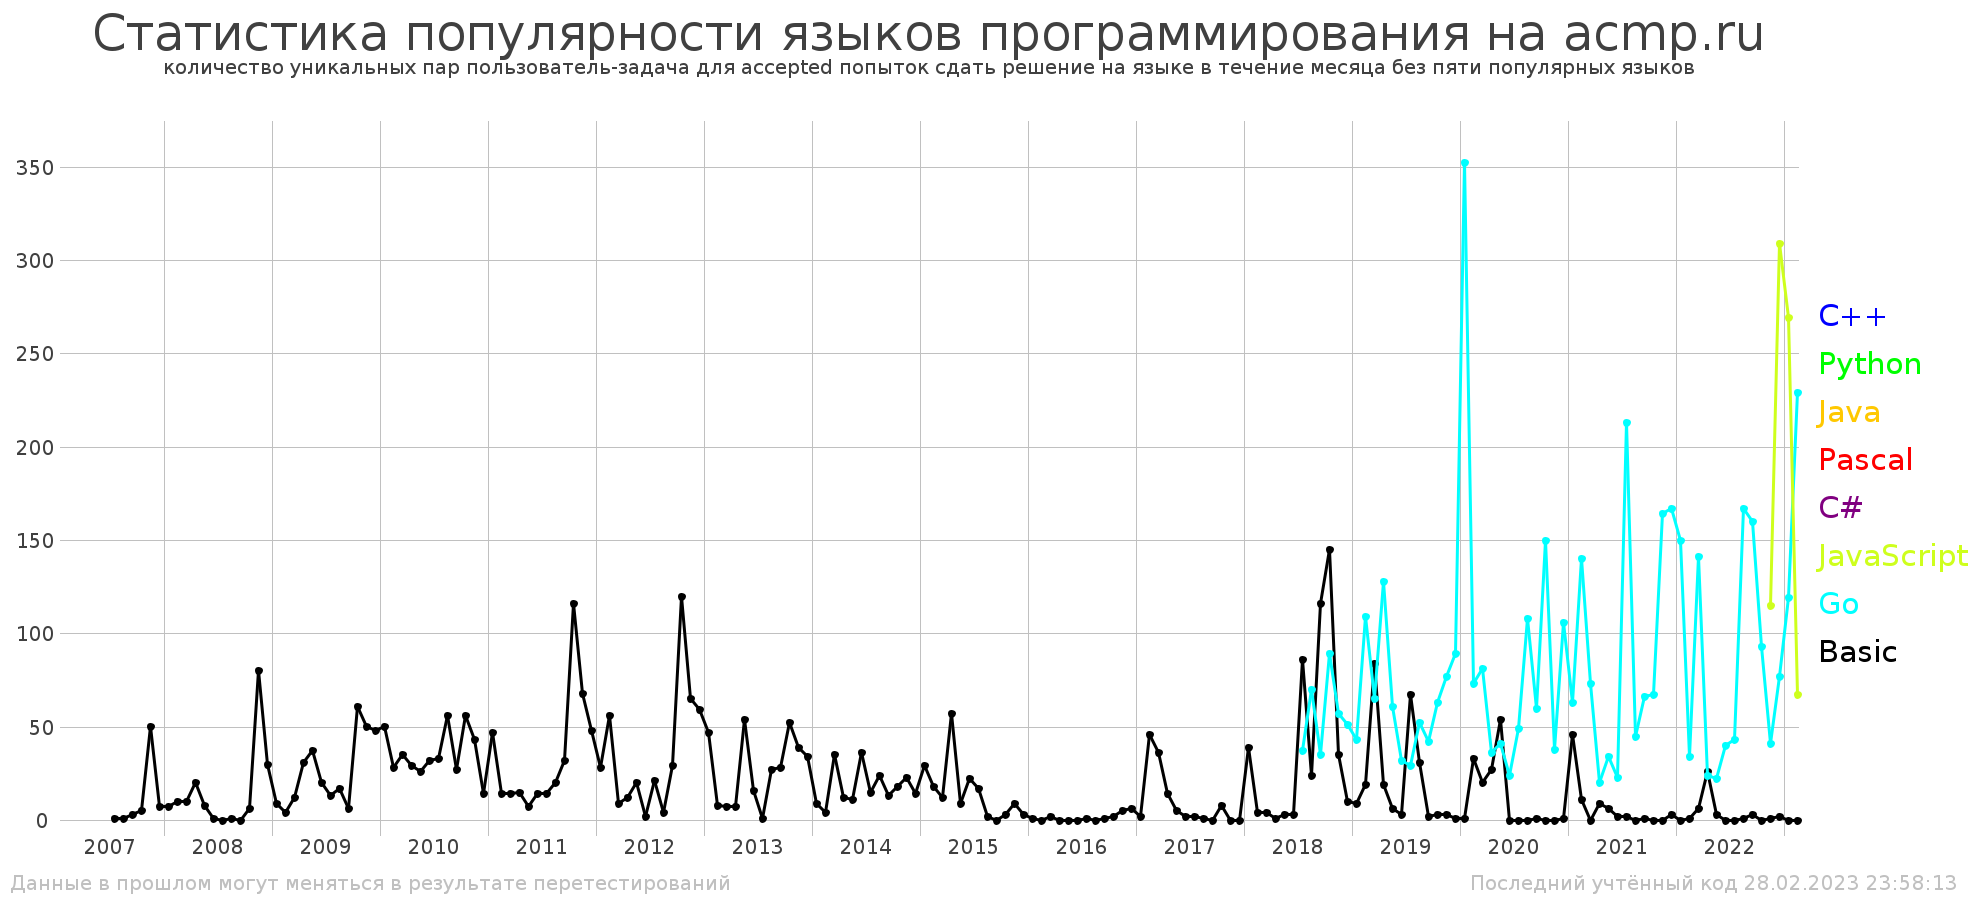 Статистика популярности языков программирования на acmp.ru
количество уникальных пар пользователь-задача для accepted попыток сдать решение на языке в течение месяца без пяти популярных языков
350
300
250
200
150
100
50
0
2007 2008 2009 2010 2011 2012 2013 2014 2015 2016 2017 2018 2019 2020 2021 2022
C++
Python
Java
Pascal
C#
JavaScript
Go
Basic
Данные в прошлом могут меняться в результате перетестирований
Последний учтённый код 28.02.2023 23:58:13